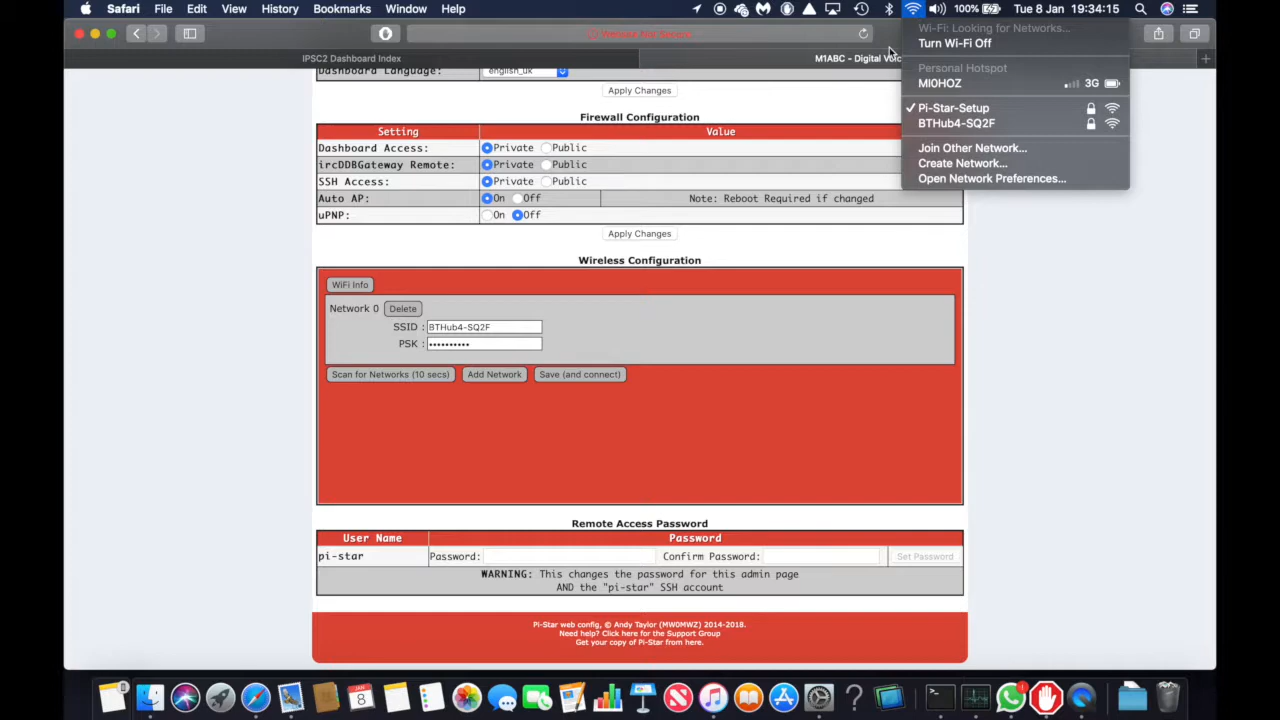 Safari File Edit View History Bookmarks Window Help 100% Tue 8 Jan 19:34:15
Website Not Secure
IPSC2 Dashboard Index
M1ABC - Digital Voic
Wi-Fi: Looking for Networks...
Turn Wi-Fi Off
Personal Hotspot
MI0HOZ 3G
Pi-Star-Setup
BTHub4-SQ2F
Join Other Network...
Create Network...
Open Network Preferences...
Dashboard Language: english_uk
Apply Changes
Firewall Configuration
Setting Value
Dashboard Access: Private Public
ircDDBGateway Remote: Private Public
SSH Access: Private Public
Auto AP: On Off Note: Reboot Required if changed
uPNP: On Off
Apply Changes
Wireless Configuration
WiFi Info
Network 0 Delete
SSID : BTHub4-SQ2F
PSK : ••••••••••
Scan for Networks (10 secs) Add Network Save (and connect)
Remote Access Password
User Name Password
pi-star Password: Confirm Password: Set Password
WARNING: This changes the password for this admin page
AND the "pi-star" SSH account
Pi-Star web config, © Andy Taylor (MW0MWZ) 2014-2018.
Need help? Click here for the Support Group
Get your copy of Pi-Star from here.